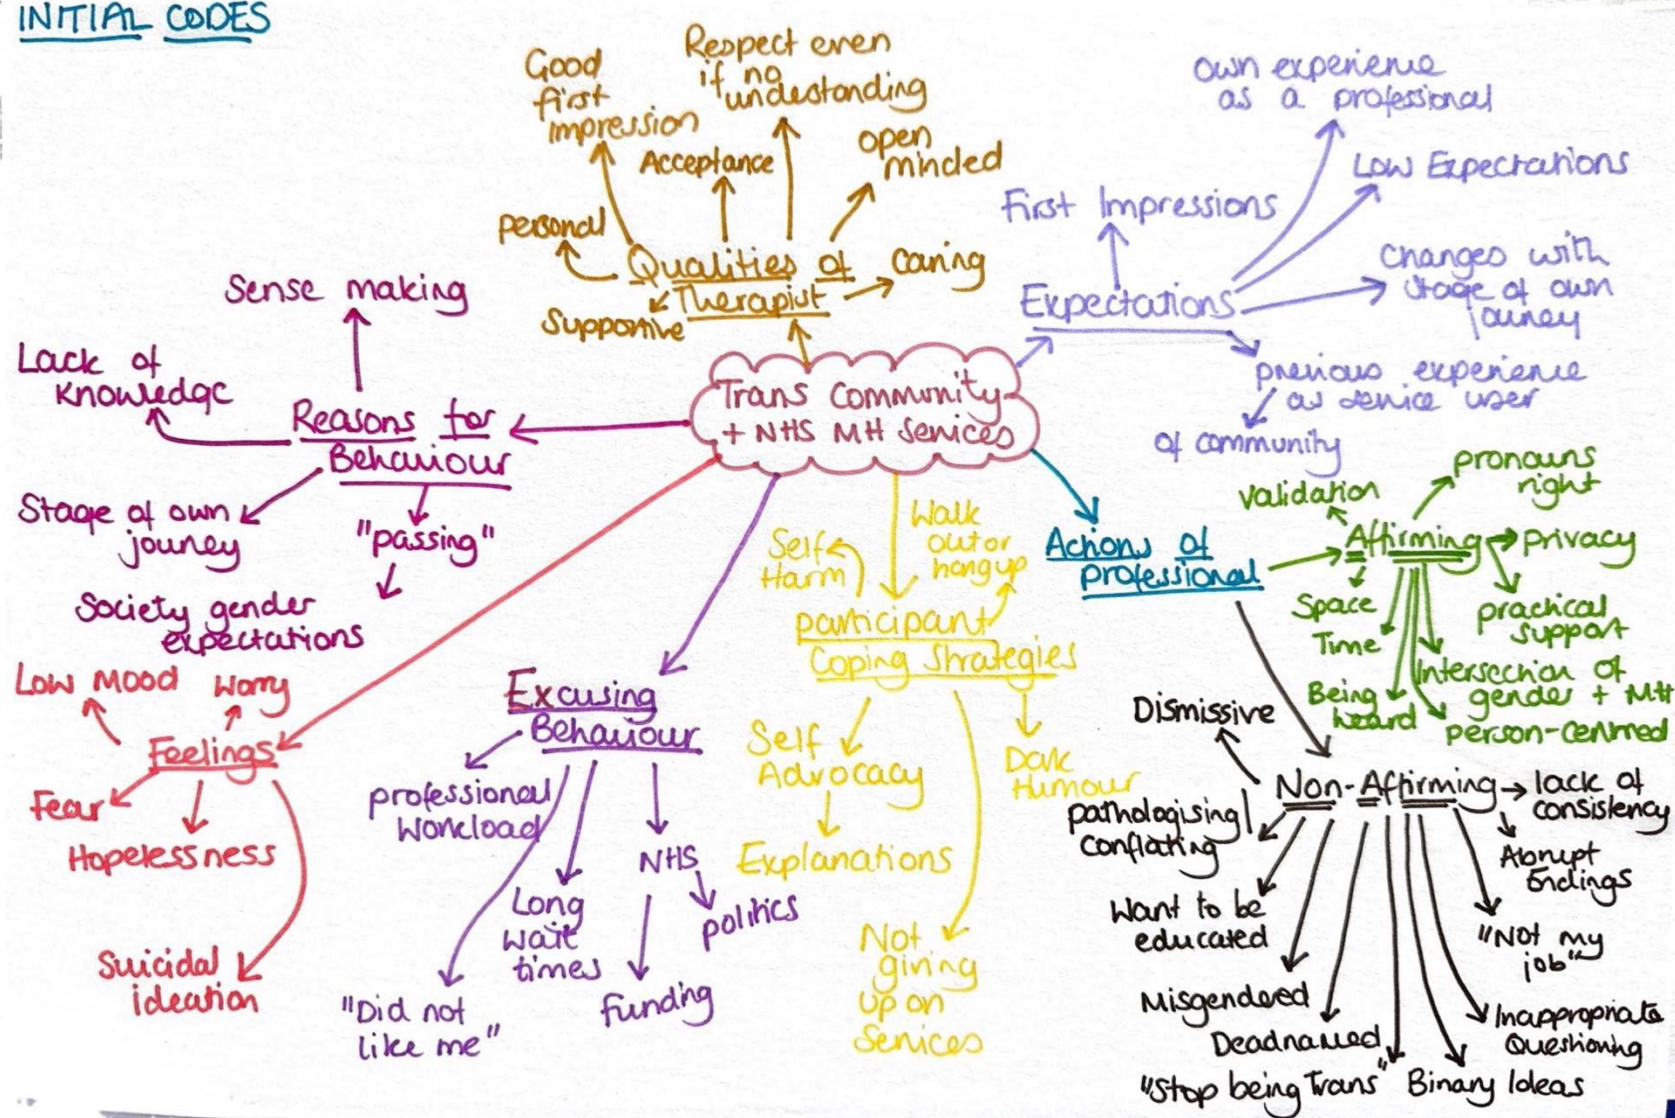 INITIAL CODES
Good
first
impression
Respect even
if no
undestanding
Acceptance
open
minded
personal
Qualities of
Therapist
caring
Supportive
own experience
as a professional
Low Expectations
First Impressions
Expectations
Changes with
stage of own
journey
previous experience
as service user
of community
Sense making
Lack of
Knowledge
Reasons for
Behaviour
Stage of own
journey
"passing"
Society gender
expectations
Trans Community
+ NHS MH Services
Low Mood
Worry
Feelings
Fear
Hopelessness
Suicidal
ideation
Excusing
Behaviour
professional
workload
Long
wait
times
NHS
politics
funding
"Did not
like me"
Self
Harm
Walk
out or
hang up
participant
Coping Strategies
Self
Advocacy
Explanations
Dark
Humour
Not
giving
up on
Services
Actions of
professional
Validation
pronouns
right
Affirming
privacy
Space
Time
practical
support
Being
heard
Intersection of
gender + MH
person-centred
Dismissive
Non-Affirming
lack of
consistency
pathologising
conflating
Abrupt
Endings
Want to be
educated
"Not my
job"
Misgendered
Deadnamed
Inappropriate
Questioning
"Stop being Trans"
Binary Ideas